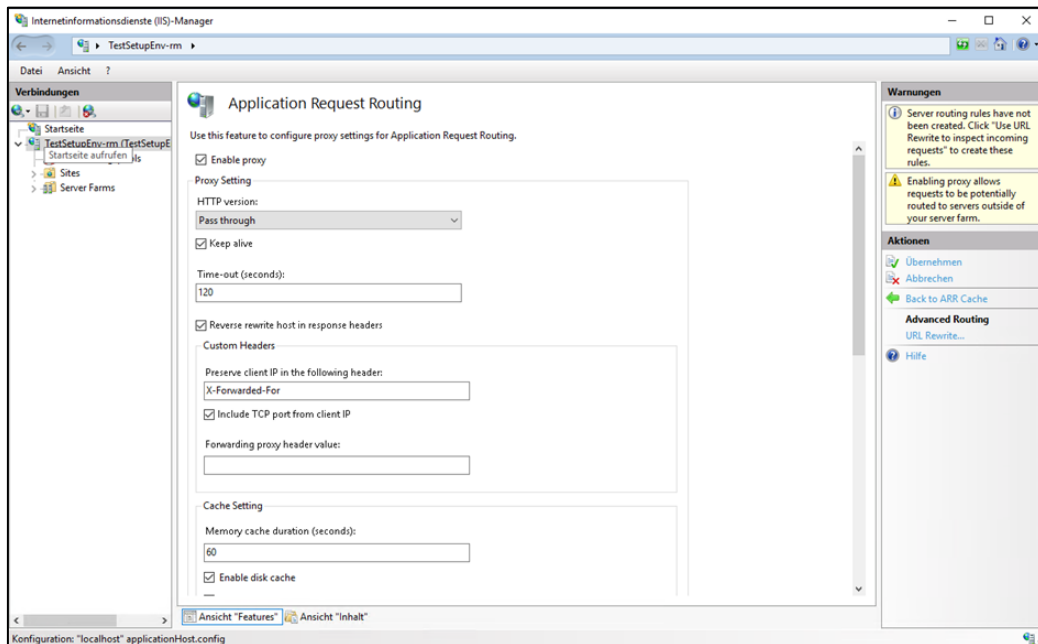 Internetinformationsdienste (IIS)-Manager
TestSetupEnv-rm
Datei Ansicht ?
Verbindungen
Startseite
TestSetupEnv-rm (TestSetupE
Startseite aufrufen
Sites
Server Farms
Application Request Routing
Use this feature to configure proxy settings for Application Request Routing.
Enable proxy
Proxy Setting
HTTP version:
Pass through
Keep alive
Time-out (seconds):
120
Reverse rewrite host in response headers
Custom Headers
Preserve client IP in the following header:
X-Forwarded-For
Include TCP port from client IP
Forwarding proxy header value:
Cache Setting
Memory cache duration (seconds):
60
Enable disk cache
Ansicht "Features" Ansicht "Inhalt"
Warnungen
Server routing rules have not
been created. Click "Use URL
Rewrite to inspect incoming
requests" to create these
rules.
Enabling proxy allows
requests to be potentially
routed to servers outside of
your server farm.
Aktionen
Übernehmen
Abbrechen
Back to ARR Cache
Advanced Routing
URL Rewrite...
Hilfe
Konfiguration: "localhost" applicationHost.config